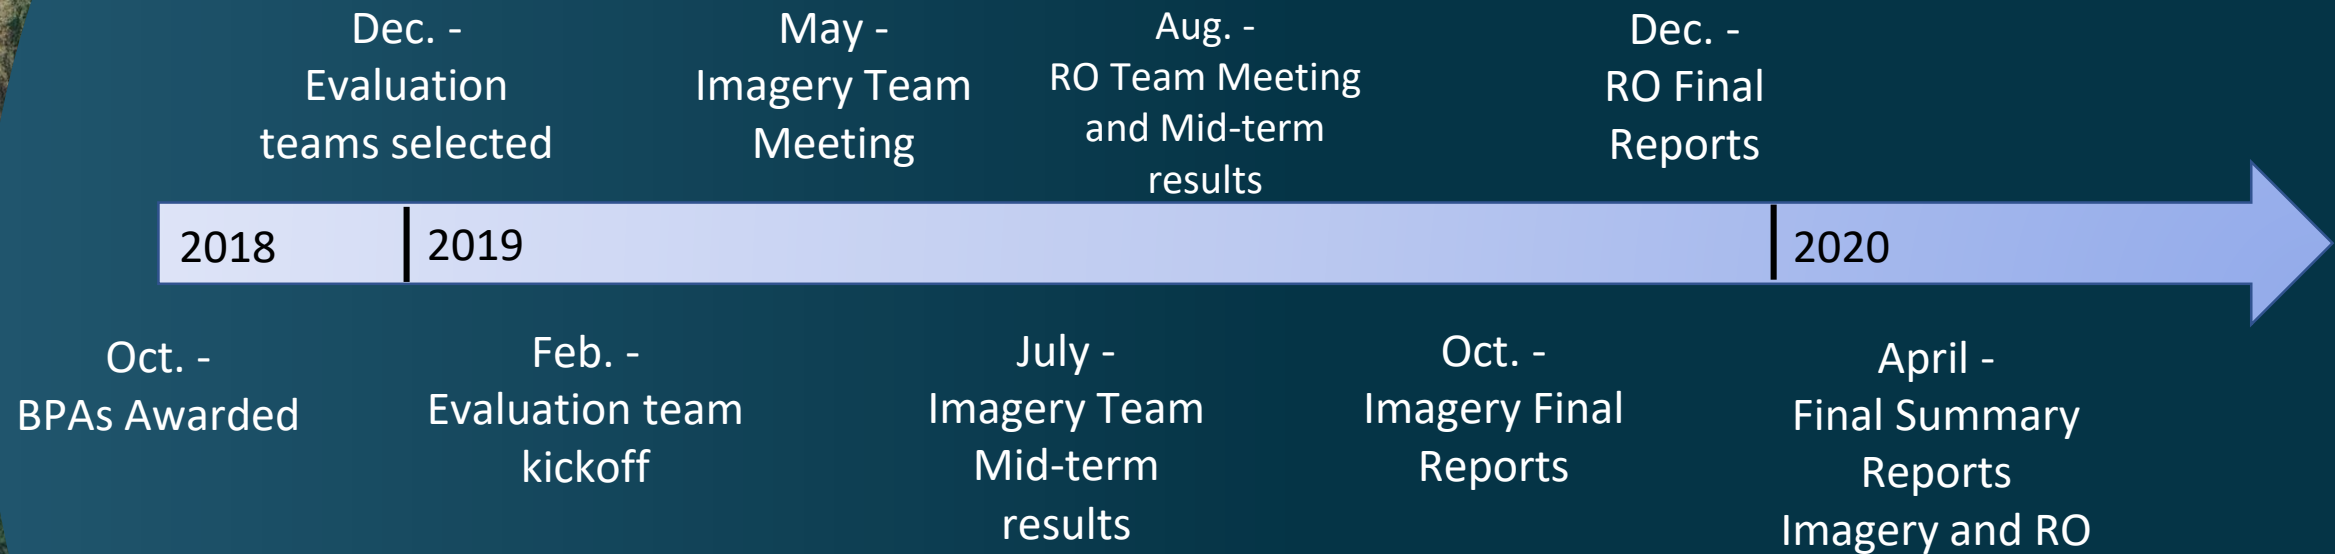 Dec. -
Evaluation
teams selected
May -
Imagery Team
Meeting
Aug. -
RO Team Meeting
and Mid-term
results
Dec. -
RO Final
Reports
2018
2019
2020
Oct. -
BPAs Awarded
Feb. -
Evaluation team
kickoff
July -
Imagery Team
Mid-term
results
Oct. -
Imagery Final
Reports
April -
Final Summary
Reports
Imagery and RO